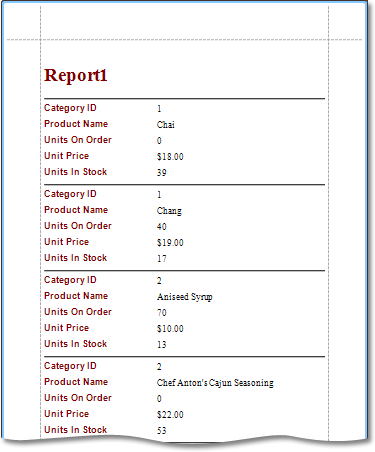 Report1
Category ID 1
Product Name Chai
Units On Order 0
Unit Price $18.00
Units In Stock 39
Category ID 1
Product Name Chang
Units On Order 40
Unit Price $19.00
Units In Stock 17
Category ID 2
Product Name Aniseed Syrup
Units On Order 70
Unit Price $10.00
Units In Stock 13
Category ID 2
Product Name Chef Anton's Cajun Seasoning
Units On Order 0
Unit Price $22.00
Units In Stock 53